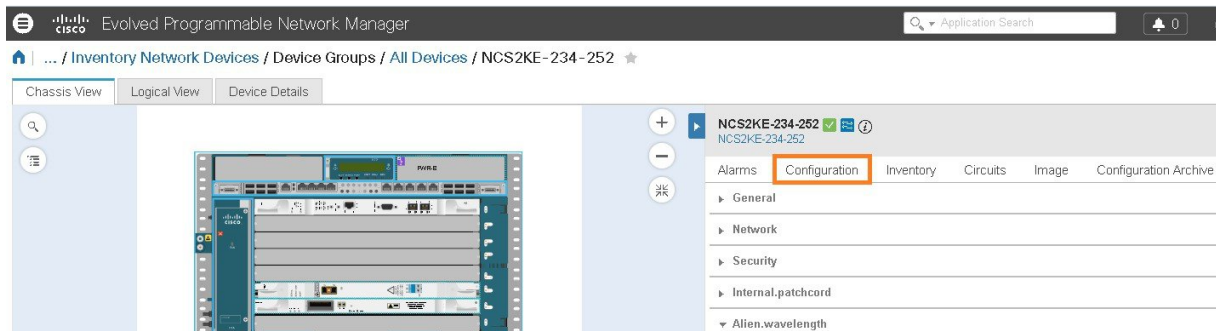 cisco Evolved Programmable Network Manager Application Search 0
... / Inventory Network Devices / Device Groups / All Devices / NCS2KE-234-252
Chassis View Logical View Device Details
NCS2KE-234-252
NCS2KE-234-252
Alarms Configuration Inventory Circuits Image Configuration Archive
General
Network
Security
Internal.patchcord
Alien.wavelength
cisco